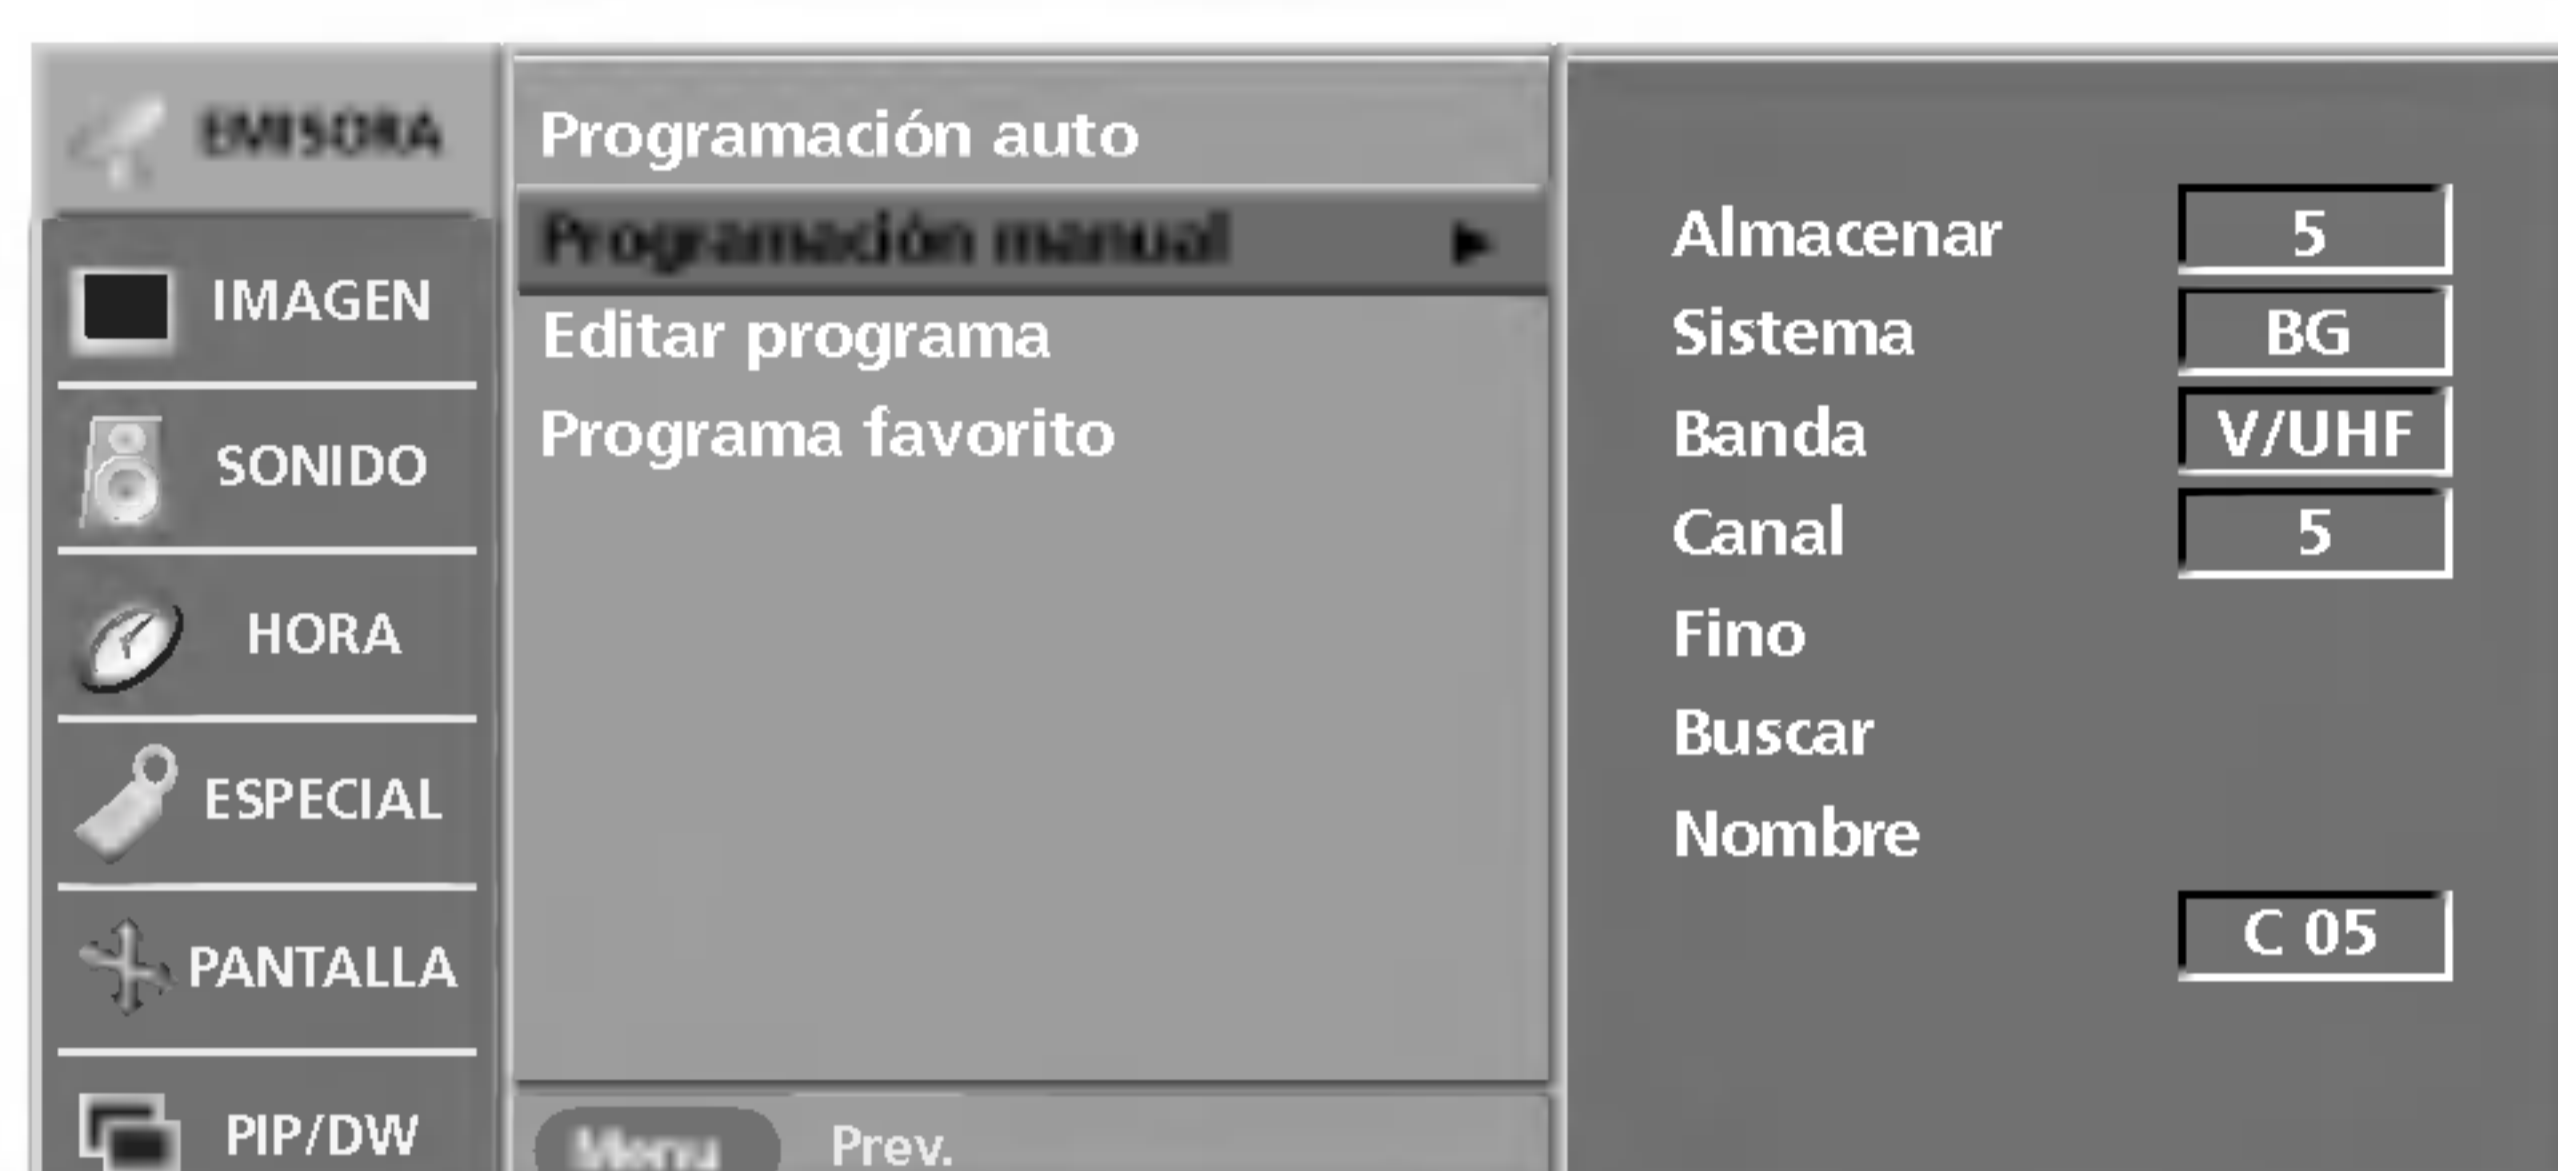 EMISORA
IMAGEN
SONIDO
HORA
ESPECIAL
PANTALLA
PIP/DW
Programación auto
Programación manual
Editar programa
Programa favorito
Menu Prev.
Almacenar 5
Sistema BG
Banda V/UHF
Canal 5
Fino
Buscar
Nombre
C 05